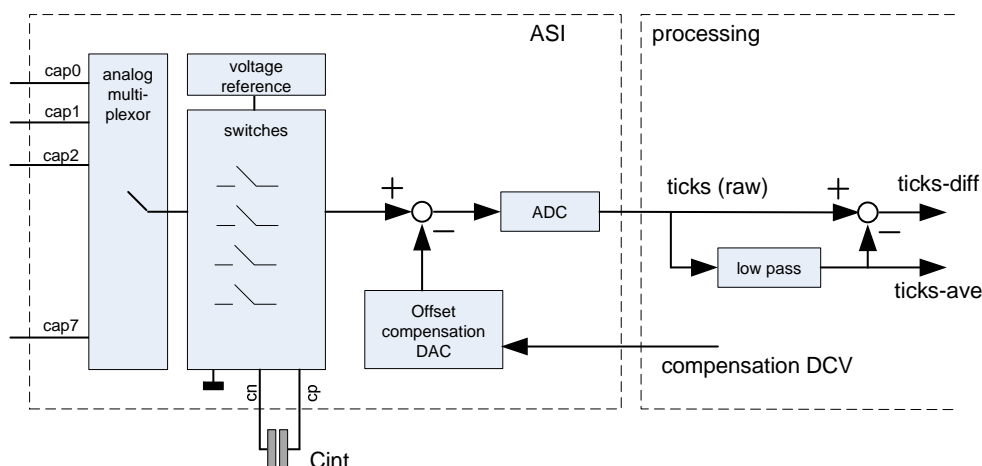 ASI
processing
cap0
cap1
cap2
cap7
analog
multi-
plexor
voltage
reference
switches
+
−
ADC
ticks (raw)
+
−
ticks-diff
low pass
ticks-ave
Offset
compensation
DAC
compensation DCV
cn
cp
Cint